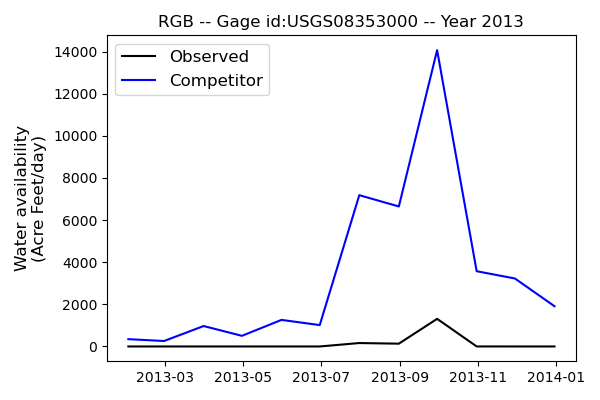 RGB -- Gage id:USGS08353000 -- Year 2013
Observed
Competitor
Water availability
(Acre Feet/day)
14000
12000
10000
8000
6000
4000
2000
0
2013-03
2013-05
2013-07
2013-09
2013-11
2014-01